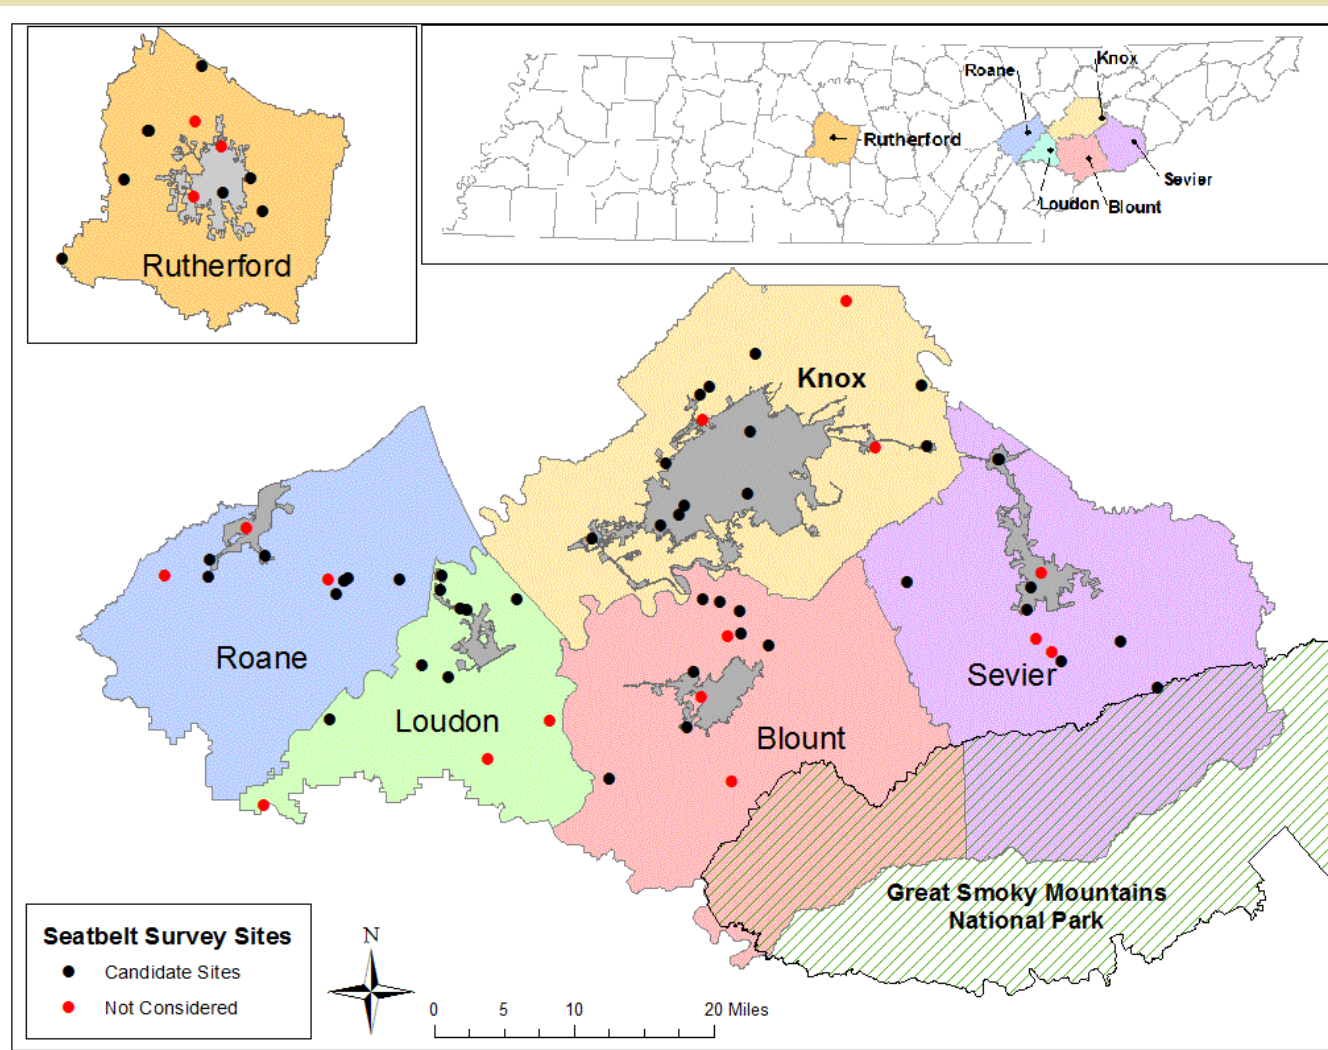 Rutherford
Roane
Knox
Rutherford
Sevier
Loudon
Blount
Knox
Roane
Sevier
Loudon
Blount
Great Smoky Mountains
National Park
Seatbelt Survey Sites
Candidate Sites
Not Considered
N
0 5 10 20 Miles